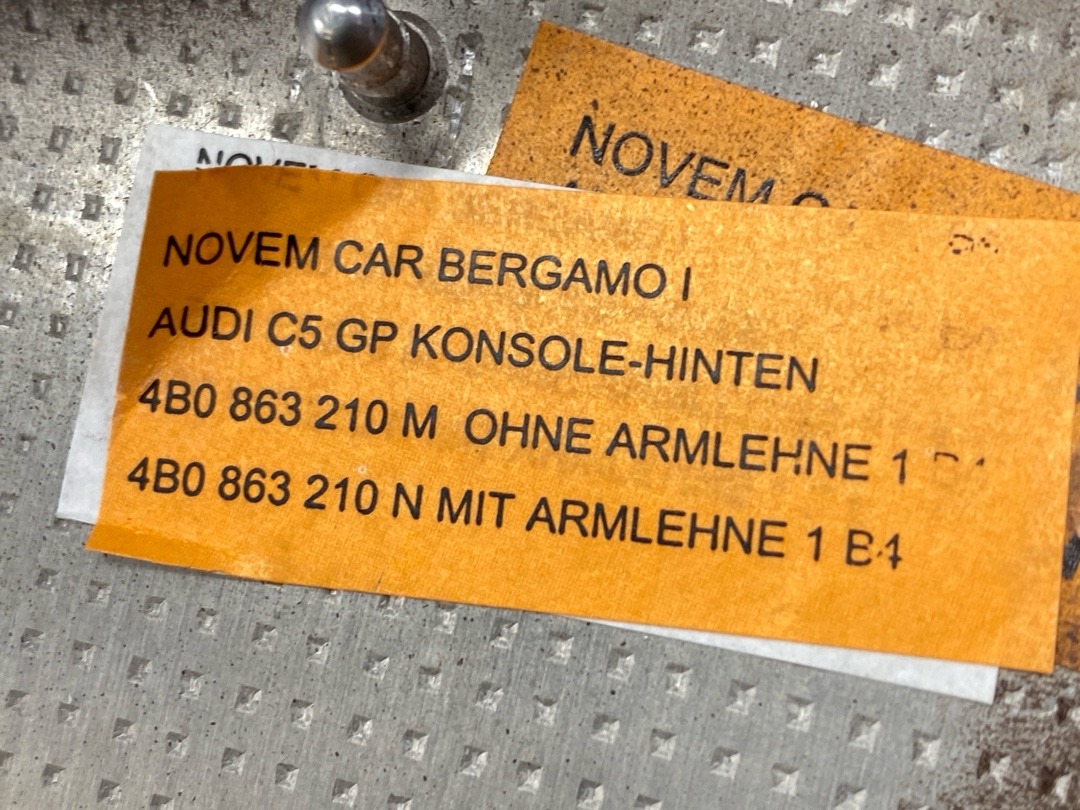 NOVEM
NOVEM
NOVEM CAR BERGAMO I
AUDI C5 GP KONSOLE-HINTEN
4B0 863 210 M OHNE ARMLEHNE 1
4B0 863 210 N MIT ARMLEHNE 1 B4